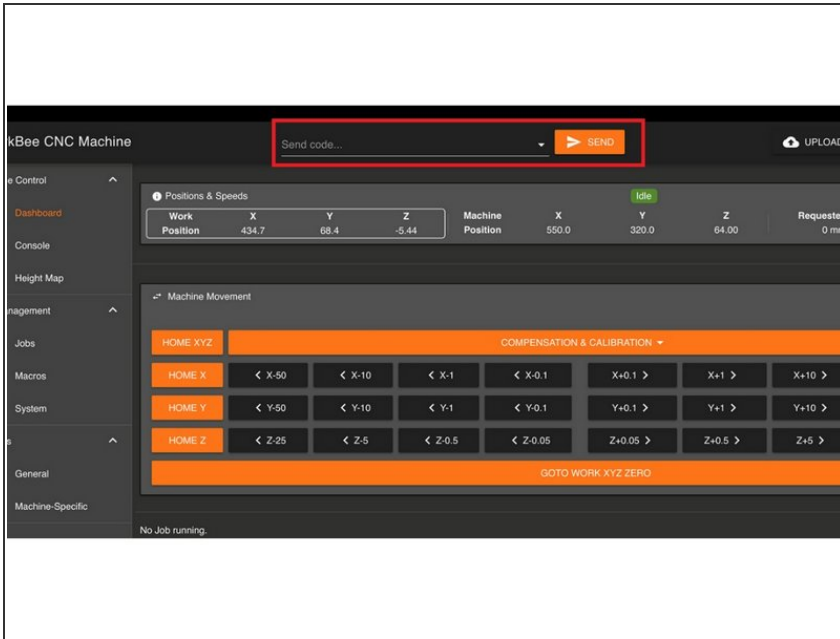 kBee CNC Machine
Send code...
SEND
UPLOAD
e Control
Dashboard
Console
Height Map
nagement
Jobs
Macros
System
s
General
Machine-Specific
Positions & Speeds
Idle
Work Position X 434.7 Y 68.4 Z -5.44 Machine Position X 550.0 Y 320.0 Z 64.00 Requeste 0 mr
Machine Movement
HOME XYZ COMPENSATION & CALIBRATION
HOME X X-50 X-10 X-1 X-0.1 X+0.1 X+1 X+10
HOME Y Y-50 Y-10 Y-1 Y-0.1 Y+0.1 Y+1 Y+10
HOME Z Z-25 Z-5 Z-0.5 Z-0.05 Z+0.05 Z+0.5 Z+5
GOTO WORK XYZ ZERO
No Job running.